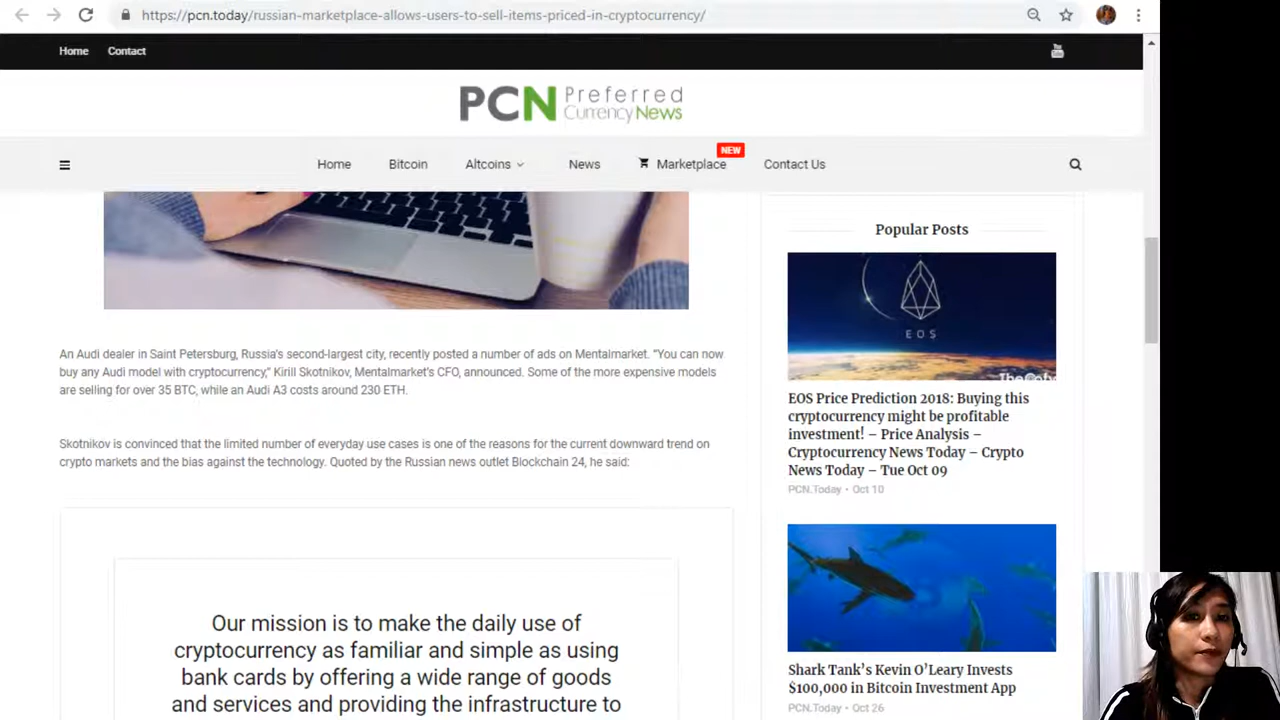 https://pcn.today/russian-marketplace-allows-users-to-sell-items-priced-in-cryptocurrency/
Home Contact
PCN Preferred
Currency News
Home Bitcoin Altcoins News Marketplace NEW Contact Us
An Audi dealer in Saint Petersburg, Russia's second-largest city, recently posted a number of ads on Mentalmarket. "You can now
buy any Audi model with cryptocurrency," Kirill Skotnikov, Mentalmarket's CFO, announced. Some of the more expensive models
are selling for over 35 BTC, while an Audi A3 costs around 230 ETH.
Skotnikov is convinced that the limited number of everyday use cases is one of the reasons for the current downward trend on
crypto markets and the bias against the technology. Quoted by the Russian news outlet Blockchain 24, he said:
Our mission is to make the daily use of
cryptocurrency as familiar and simple as using
bank cards by offering a wide range of goods
and services and providing the infrastructure to
Popular Posts
EOS
EOS Price Prediction 2018: Buying this
cryptocurrency might be profitable
investment! – Price Analysis –
Cryptocurrency News Today – Crypto
News Today – Tue Oct 09
PCN.Today • Oct 10
Shark Tank's Kevin O'Leary Invests
$100,000 in Bitcoin Investment App
PCN.Today • Oct 26